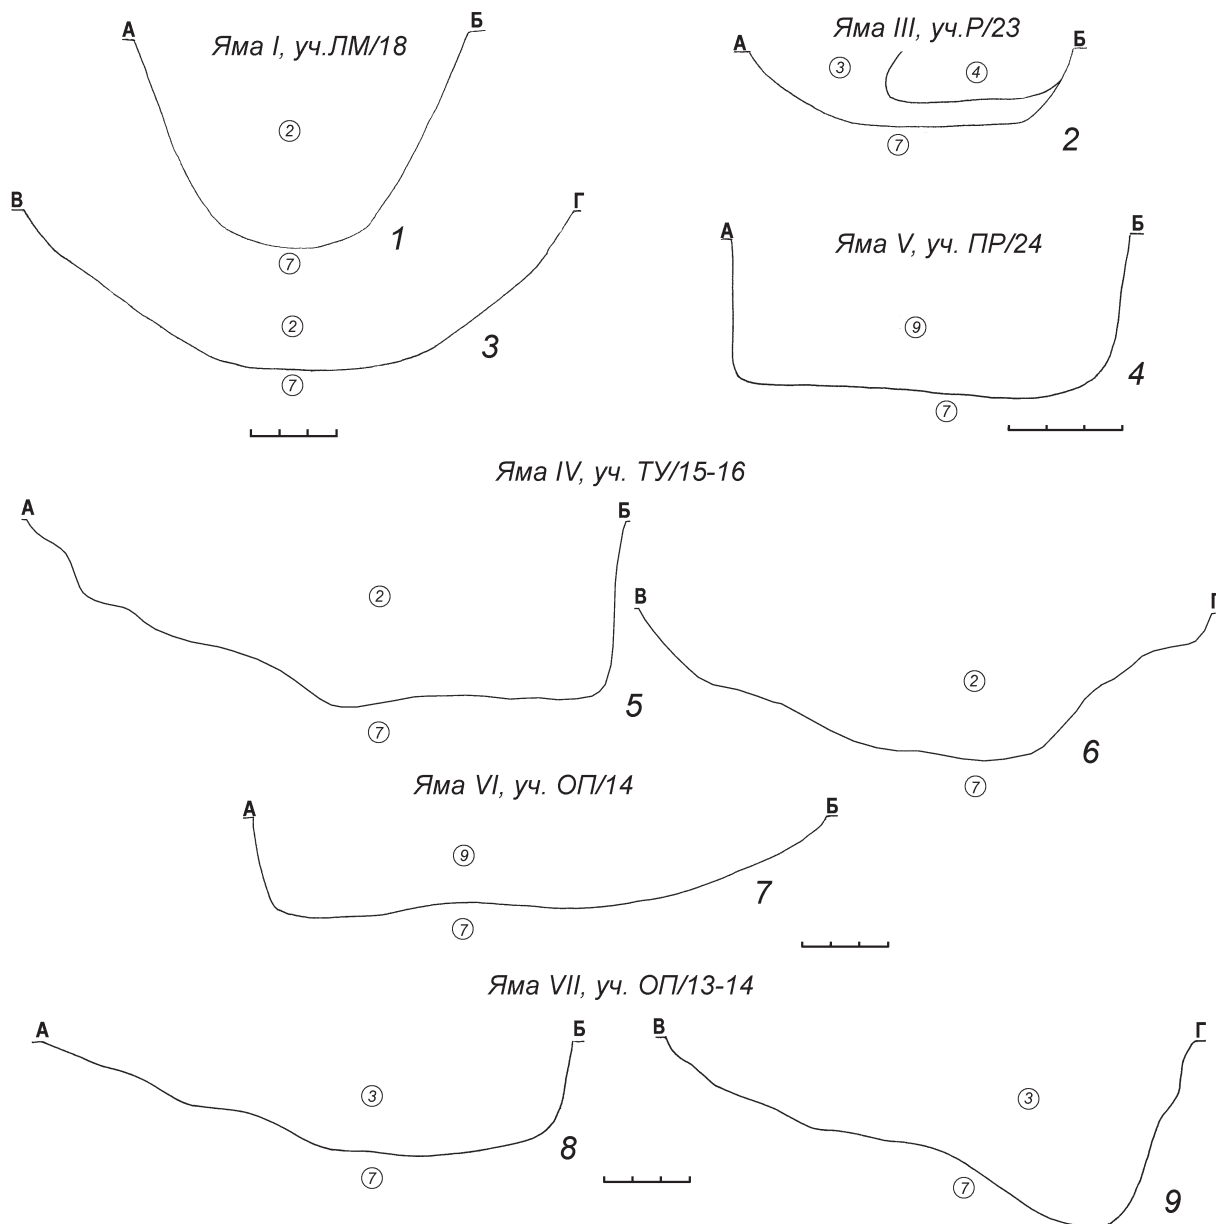 А Б
Яма I, уч.ЛМ/18
2
1
7
В Г
2
3
7
Яма III, уч.Р/23
А Б
3 4
7
2
Яма V, уч. ПР/24
А Б
9
4
7
Яма IV, уч. ТУ/15-16
А Б
2
5
7
В Г
2
6
7
Яма VI, уч. ОП/14
А Б
9
7
7
Яма VII, уч. ОП/13-14
А Б
3
8
7
В Г
3
7
9